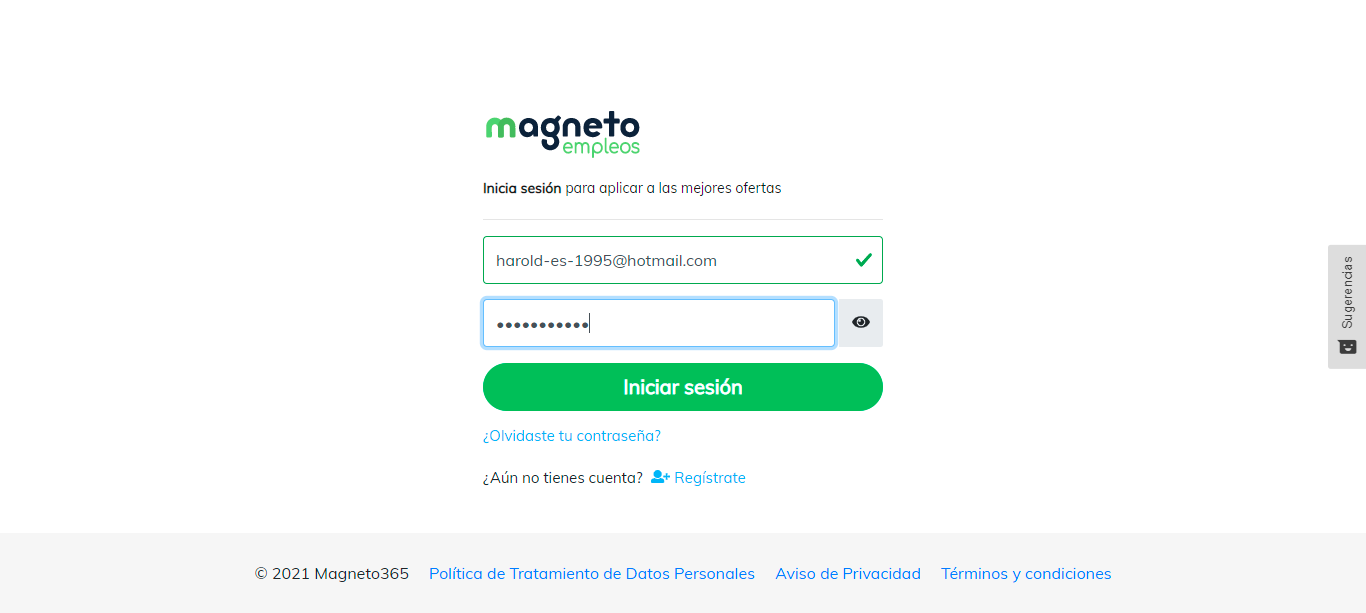 magneto
empleos
Inicia sesión para aplicar a las mejores ofertas
harold-es-1995@hotmail.com
•••••••••••
Iniciar sesión
¿Olvidaste tu contraseña?
¿Aún no tienes cuenta? Regístrate
Sugerencias
© 2021 Magneto365 Política de Tratamiento de Datos Personales Aviso de Privacidad Términos y condiciones